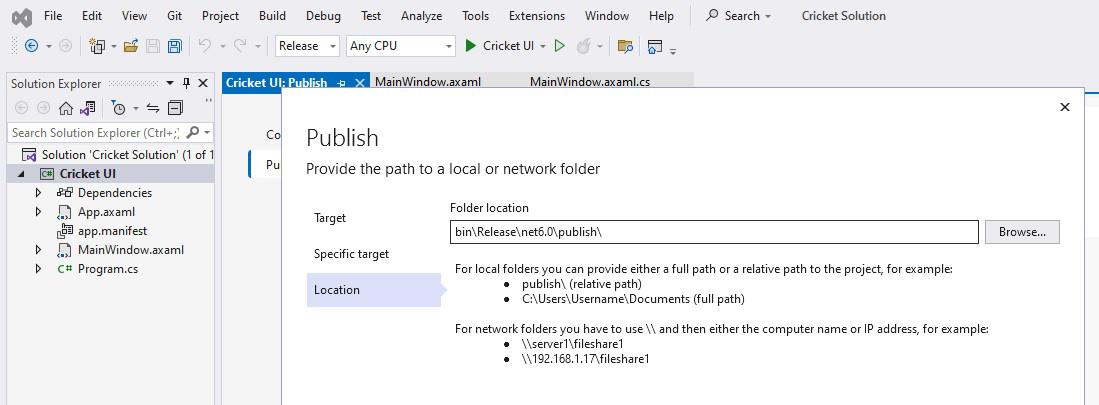 File Edit View Git Project Build Debug Test Analyze Tools Extensions Window Help Search Cricket Solution
Release Any CPU Cricket UI
Solution Explorer
Cricket UI: Publish MainWindow.axaml MainWindow.axaml.cs
Search Solution Explorer (Ctrl+;)
Solution 'Cricket Solution' (1 of 1
C# Cricket UI
Dependencies
App.axaml
app.manifest
MainWindow.axaml
C# Program.cs
Co
Pu
Publish
Provide the path to a local or network folder
Target
Specific target
Location
Folder location
bin\Release\net6.0\publish\
Browse...
For local folders you can provide either a full path or a relative path to the project, for example:
• publish\ (relative path)
• C:\Users\Username\Documents (full path)
For network folders you have to use \\ and then either the computer name or IP address, for example:
• \\server1\fileshare1
• \\192.168.1.17\fileshare1